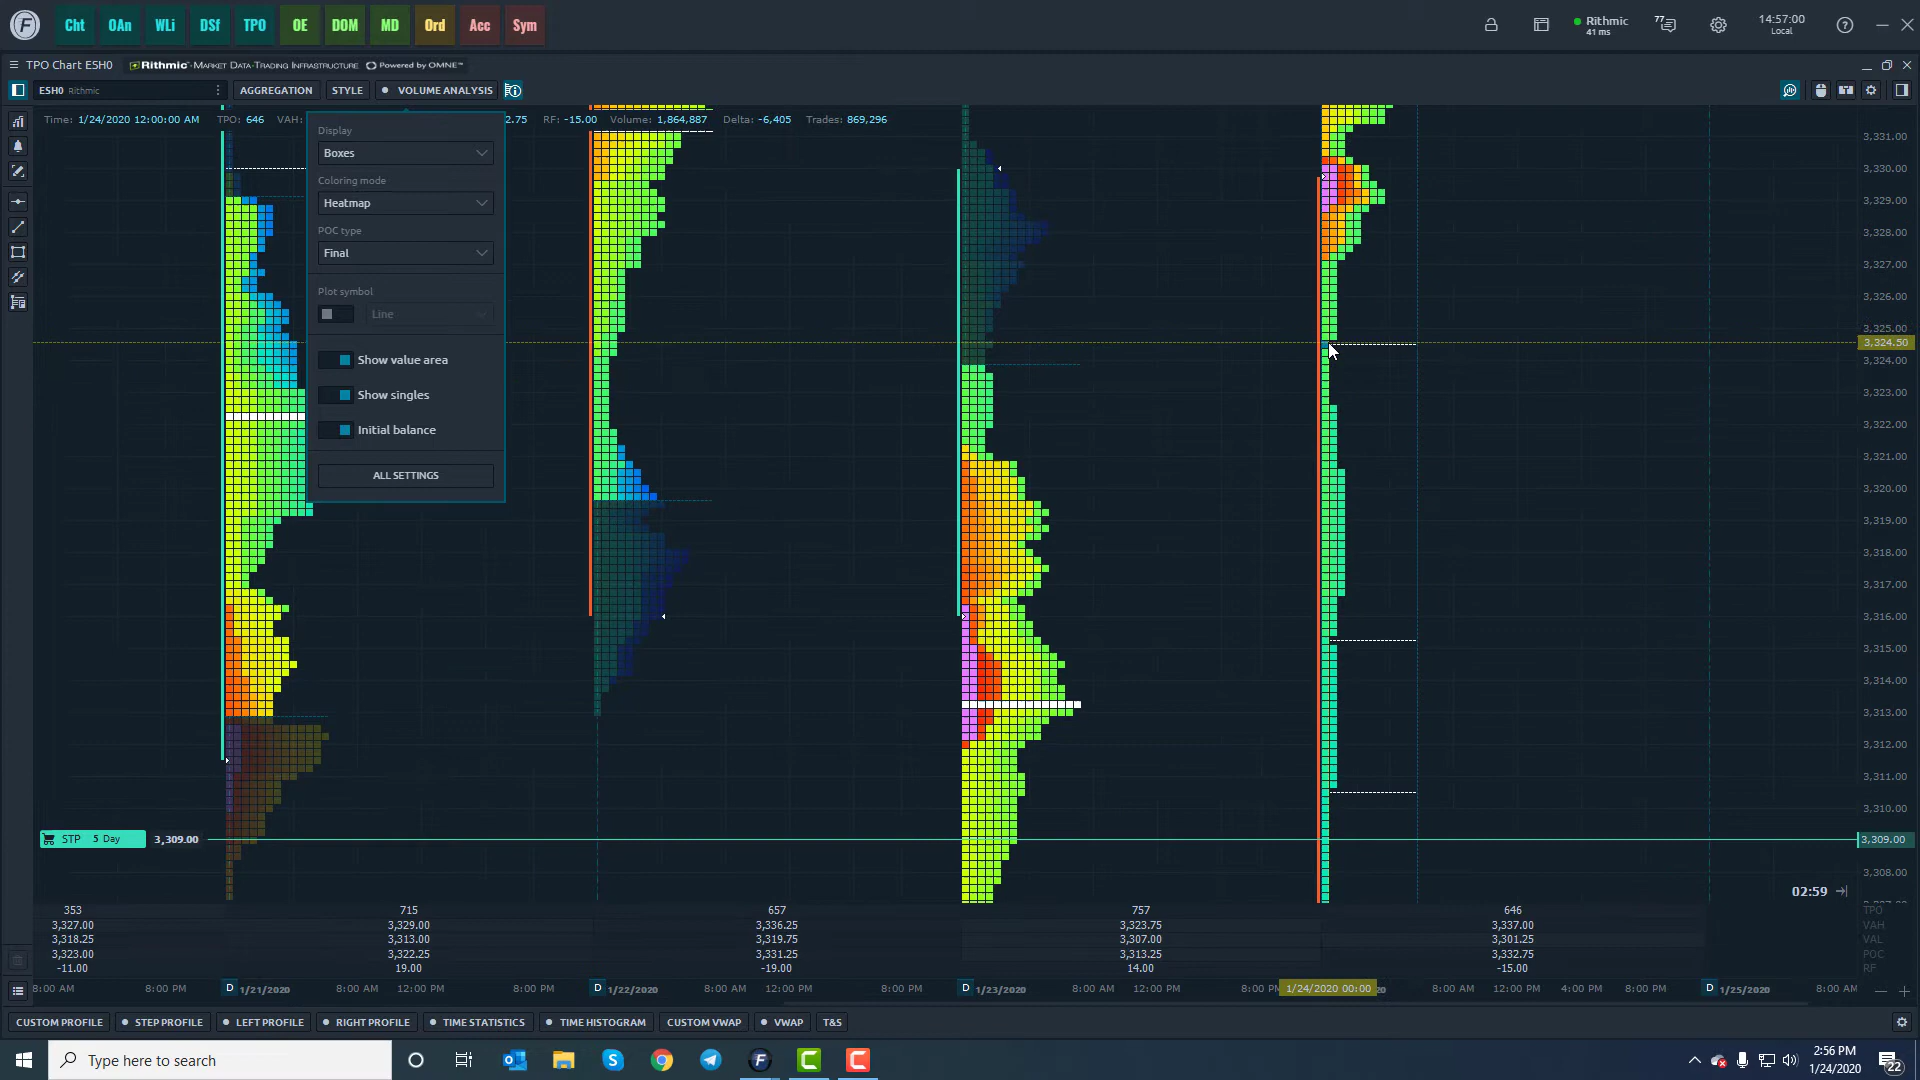 Cht OAn WLi DSf TPO OE DOM MD Ord Acc Sym
Rithmic
41 ms
77
14:57:00
Local
TPO Chart ESH0 Rithmic - Market Data-Trading Infrastructure Powered by OMNE™
ESH0 Rithmic AGGREGATION STYLE VOLUME ANALYSIS
Time: 1/24/2020 12:00:00 AM TPO: 646 VAH: 2.75 RF: -15.00 Volume: 1,864,887 Delta: -6,405 Trades: 869,296
Display
Boxes
Coloring mode
Heatmap
POC type
Final
Plot symbol
Line
Show value area
Show singles
Initial balance
ALL SETTINGS
3,331.00
3,330.00
3,329.00
3,328.00
3,327.00
3,326.00
3,325.00
3,324.50
3,324.00
3,323.00
3,322.00
3,321.00
3,320.00
3,319.00
3,318.00
3,317.00
3,316.00
3,315.00
3,314.00
3,313.00
3,312.00
3,311.00
3,310.00
STP 5 Day 3,309.00
3,309.00
3,308.00
02:59
353 715 657 757 646 TPO
3,327.00 3,329.00 3,336.25 3,323.75 3,337.00 VAH
3,318.25 3,313.00 3,319.75 3,307.00 3,301.25 VAL
3,323.00 3,322.25 3,331.25 3,313.25 3,332.75 POC
-11.00 19.00 -19.00 14.00 -15.00 RF
8:00 AM 8:00 PM D 1/21/2020 8:00 AM 12:00 PM 8:00 PM D 1/22/2020 8:00 AM 12:00 PM 8:00 PM D 1/23/2020 8:00 AM 12:00 PM 8:00 P 1/24/2020 00:00 20 8:00 AM 12:00 PM 4:00 PM 8:00 PM D 1/25/2020 8:00 AM
CUSTOM PROFILE STEP PROFILE LEFT PROFILE RIGHT PROFILE TIME STATISTICS TIME HISTOGRAM CUSTOM VWAP VWAP T&S
Type here to search
2:56 PM
1/24/2020
22